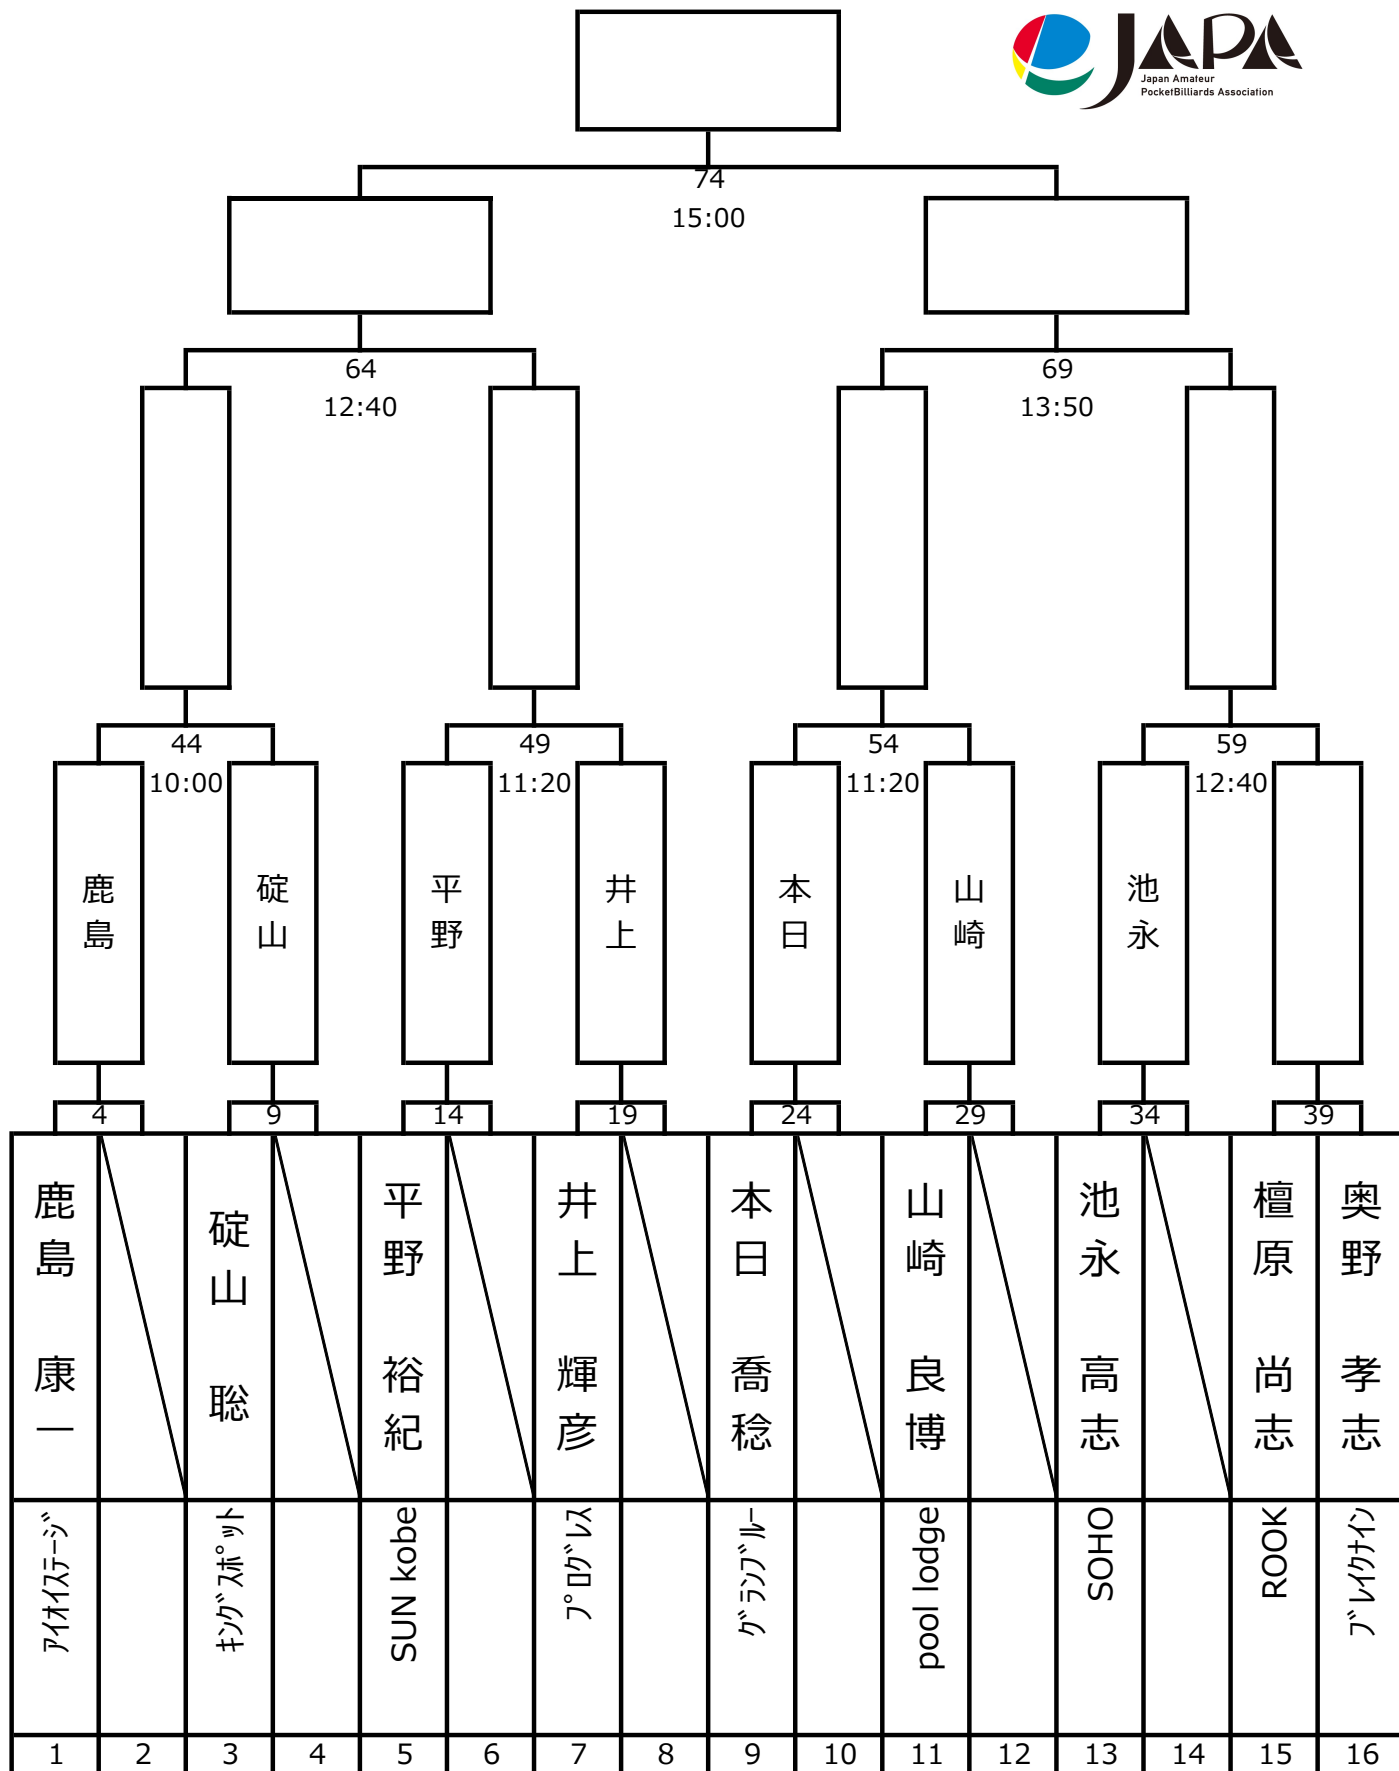 JAPA
Japan Amateur
PocketBilliards Association
74
15:00
64
69
12:40
13:50
44
49
54
59
10:00
11:20
11:20
12:40
鹿島
碇山
平野
井上
本日
山崎
池永
4
9
14
19
24
29
34
39
鹿島 康一
碇山 聡
平野 裕紀
井上 輝彦
本日 喬稔
山崎 良博
池永 高志
檀原 尚志
奥野 孝志
ｱｲｵｲｽﾃｰｼﾞ
ｷﾝｸﾞｽﾎﾟｯﾄ
SUN kobe
ﾌﾟﾛｸﾞﾚｽ
ｸﾞﾗﾝﾌﾞﾙｰ
pool lodge
SOHO
ROOK
ﾌﾞﾚｲｸﾅｲﾝ
1 2 3 4 5 6 7 8 9 10 11 12 13 14 15 16